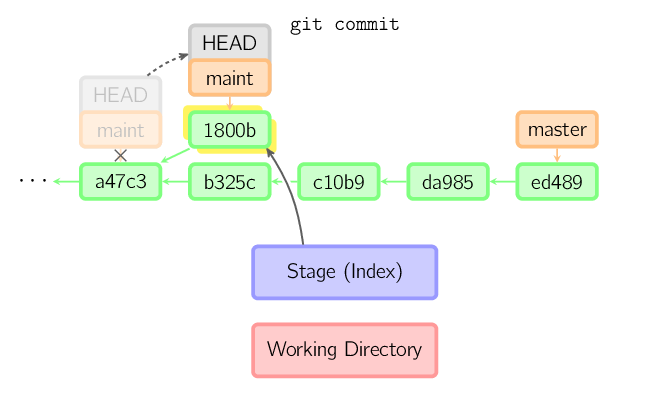 git commit
HEAD
maint
HEAD
maint
1800b
master
...
a47c3
b325c
c10b9
da985
ed489
Stage (Index)
Working Directory